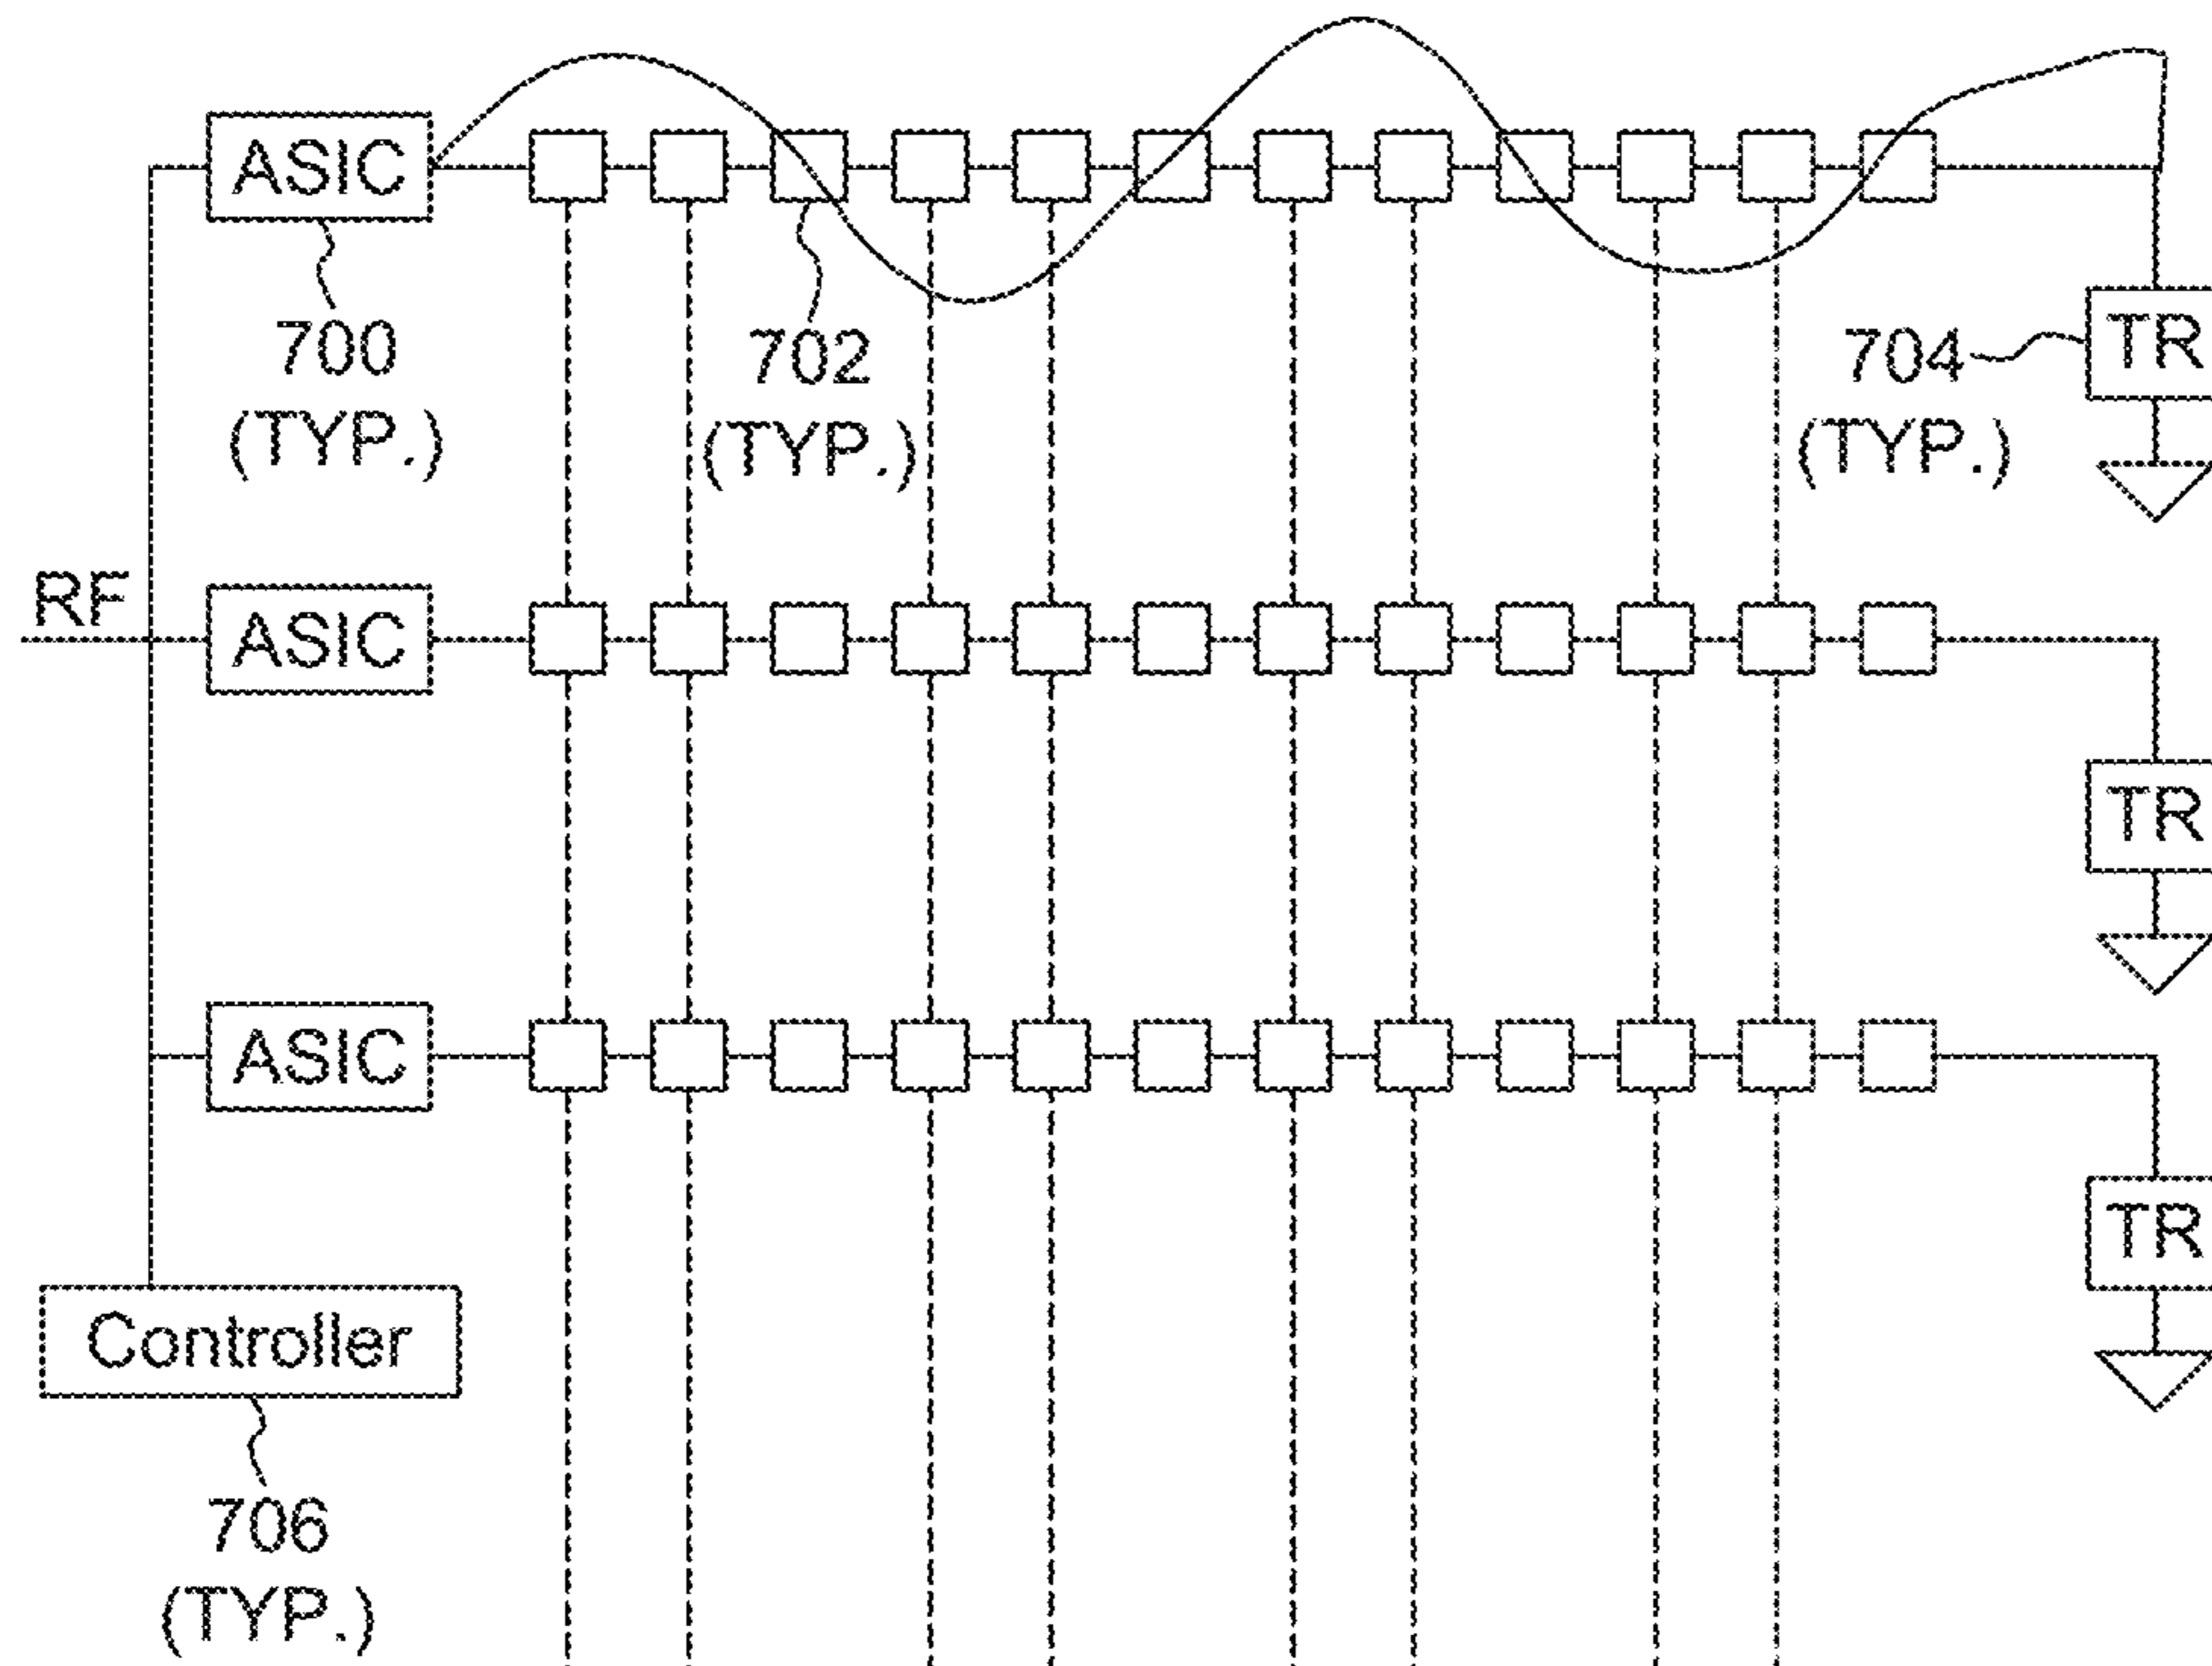 ASIC
700
(TYP.)
702
(TYP.)
704
(TYP.)
TR
RF
ASIC
TR
ASIC
TR
Controller
706
(TYP.)